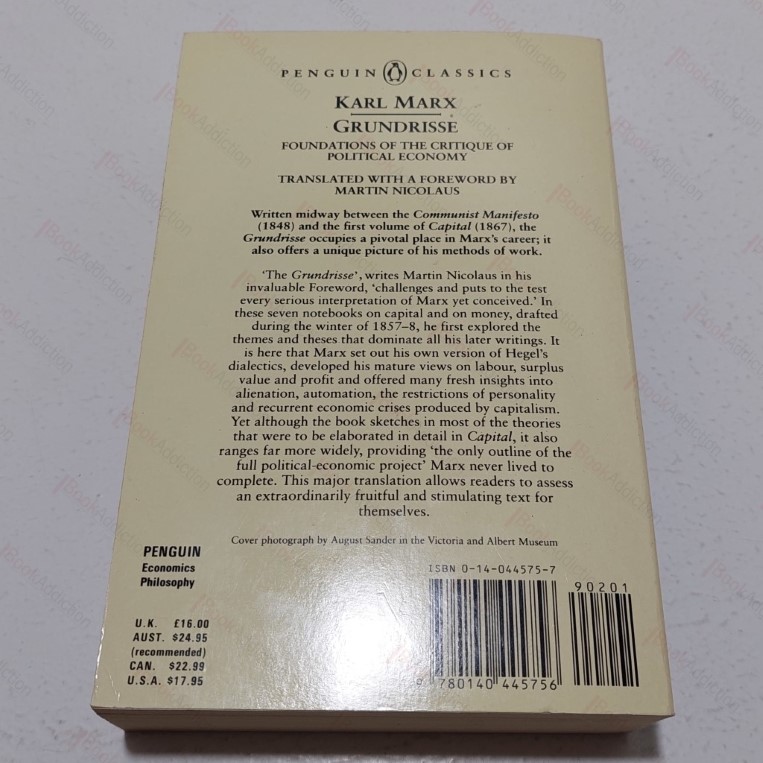 PENGUIN CLASSICS
KARL MARX
GRUNDRISSE
FOUNDATIONS OF THE CRITIQUE OF
POLITICAL ECONOMY
TRANSLATED WITH A FOREWORD BY
MARTIN NICOLAUS
Written midway between the Communist Manifesto
(1848) and the first volume of Capital (1867), the
Grundrisse occupies a pivotal place in Marx's career; it
also offers a unique picture of his methods of work.
'The Grundrisse', writes Martin Nicolaus in his
invaluable Foreword, 'challenges and puts to the test
every serious interpretation of Marx yet conceived.' In
these seven notebooks on capital and on money, drafted
during the winter of 1857–8, he first explored the
themes and theses that dominate all his later writings. It
is here that Marx set out his own version of Hegel's
dialectics, developed his mature views on labour, surplus
value and profit and offered many fresh insights into
alienation, automation, the restrictions of personality
and recurrent economic crises produced by capitalism.
Yet although the book sketches in most of the theories
that were to be elaborated in detail in Capital, it also
ranges far more widely, providing 'the only outline of the
full political-economic project' Marx never lived to
complete. This major translation allows readers to assess
an extraordinarily fruitful and stimulating text for
themselves.
Cover photograph by August Sander in the Victoria and Albert Museum
PENGUIN
Economics
Philosophy
U.K. £16.00
AUST. $24.95
(recommended)
CAN. $22.99
U.S.A. $17.95
ISBN 0-14-044575-7
90201
9 780140 445756
BookAddiction